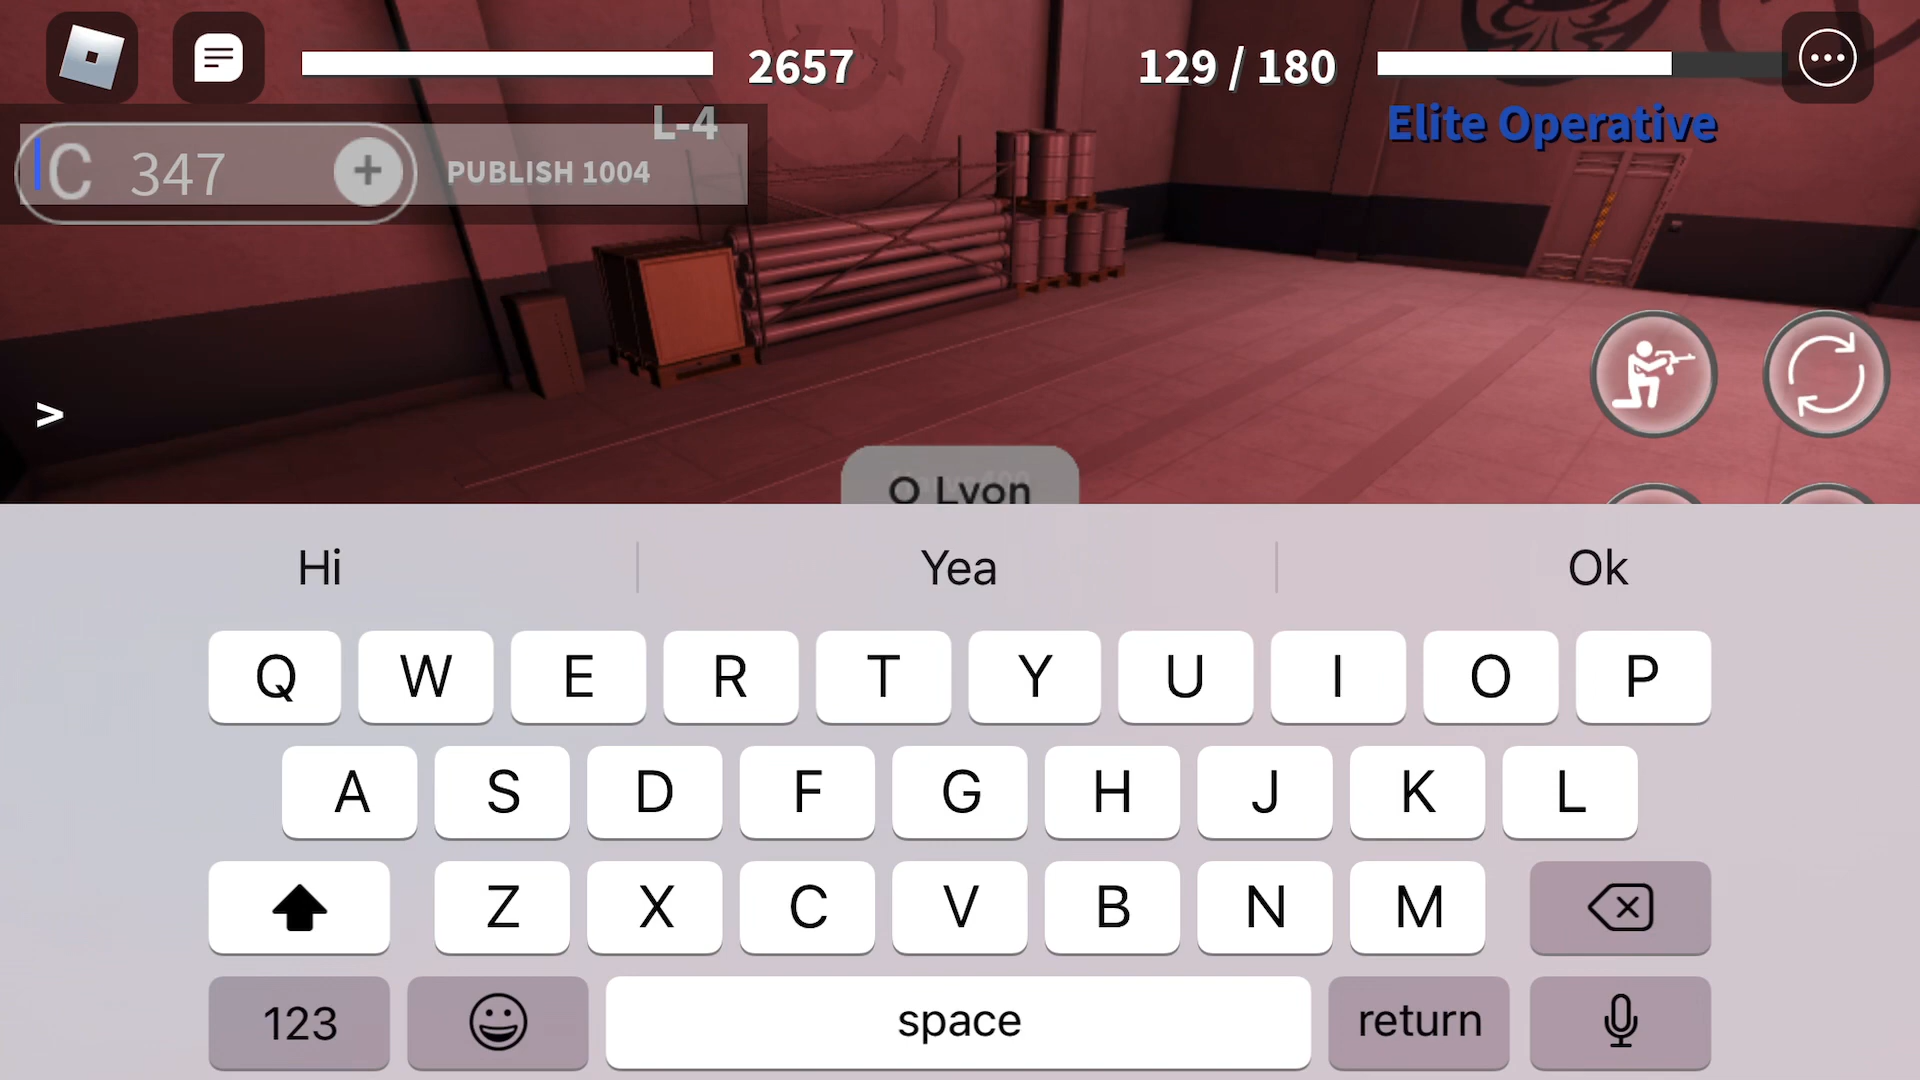 2657
129 / 180
L-4
Elite Operative
C 347
PUBLISH 1004
>
O Lyon
Hi
Yea
Ok
Q W E R T Y U I O P
A S D F G H J K L
Z X C V B N M
123
space
return